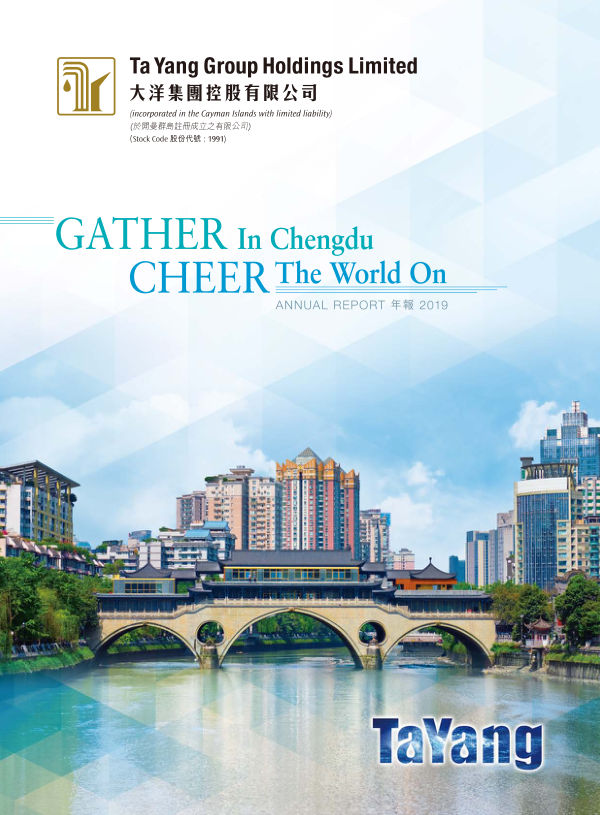 Ta Yang Group Holdings Limited
大洋集團控股有限公司
(incorporated in the Cayman Islands with limited liability)
(於開曼群島註冊成立之有限公司)
(Stock Code 股份代號 : 1991)
GATHER In Chengdu
CHEER The World On
ANNUAL REPORT 年報 2019
TaYang